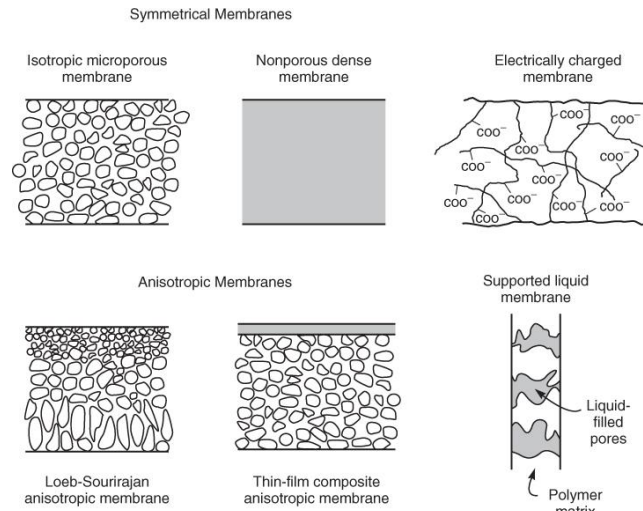 Symmetrical Membranes
Isotropic microporous
membrane
Nonporous dense
membrane
Electrically charged
membrane
COO⁻
COO⁻
COO⁻
COO⁻
COO⁻
COO⁻
COO⁻
COO⁻
COO⁻
COO⁻
Anisotropic Membranes
Supported liquid
membrane
Liquid-
filled
pores
Loeb-Sourirajan
anisotropic membrane
Thin-film composite
anisotropic membrane
Polymer
matrix